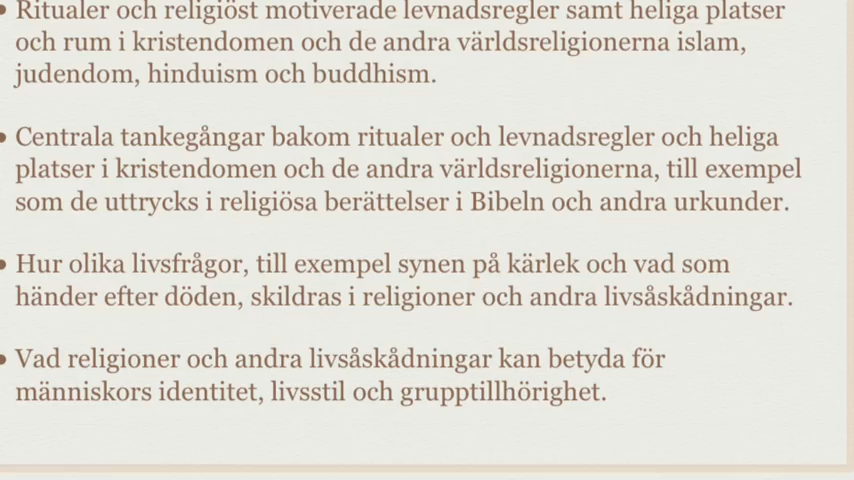 • Ritualer och religiöst motiverade levnadsregler samt heliga platser
och rum i kristendomen och de andra världsreligionerna islam,
judendom, hinduism och buddhism.
• Centrala tankegångar bakom ritualer och levnadsregler och heliga
platser i kristendomen och de andra världsreligionerna, till exempel
som de uttrycks i religiösa berättelser i Bibeln och andra urkunder.
• Hur olika livsfrågor, till exempel synen på kärlek och vad som
händer efter döden, skildras i religioner och andra livsåskådningar.
• Vad religioner och andra livsåskådningar kan betyda för
människors identitet, livsstil och grupptillhörighet.